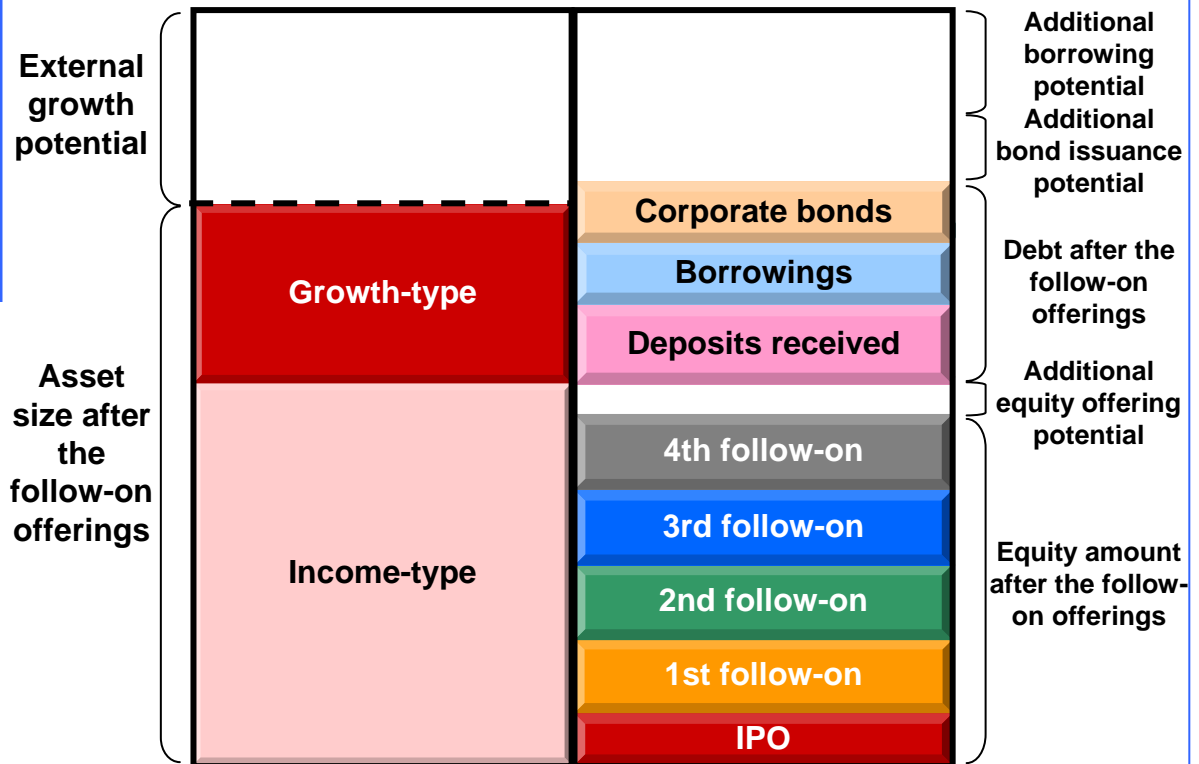 External
growth
potential
Asset
size after
the
follow-on
offerings
Growth-type
Income-type
Corporate bonds
Borrowings
Deposits received
4th follow-on
3rd follow-on
2nd follow-on
1st follow-on
IPO
Additional
borrowing
potential
Additional
bond issuance
potential
Debt after the
follow-on
offerings
Additional
equity offering
potential
Equity amount
after the follow-
on offerings